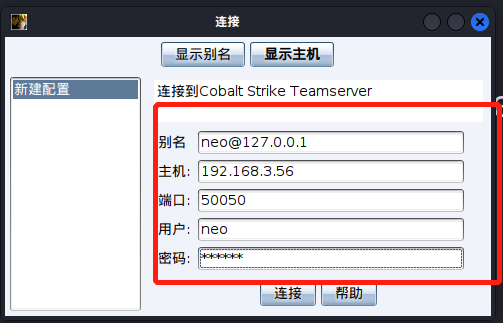 连接
显示别名 显示主机
新建配置
连接到Cobalt Strike Teamserver
别名 neo@127.0.0.1
主机: 192.168.3.56
端口: 50050
用户: neo
密码: ******
连接 帮助